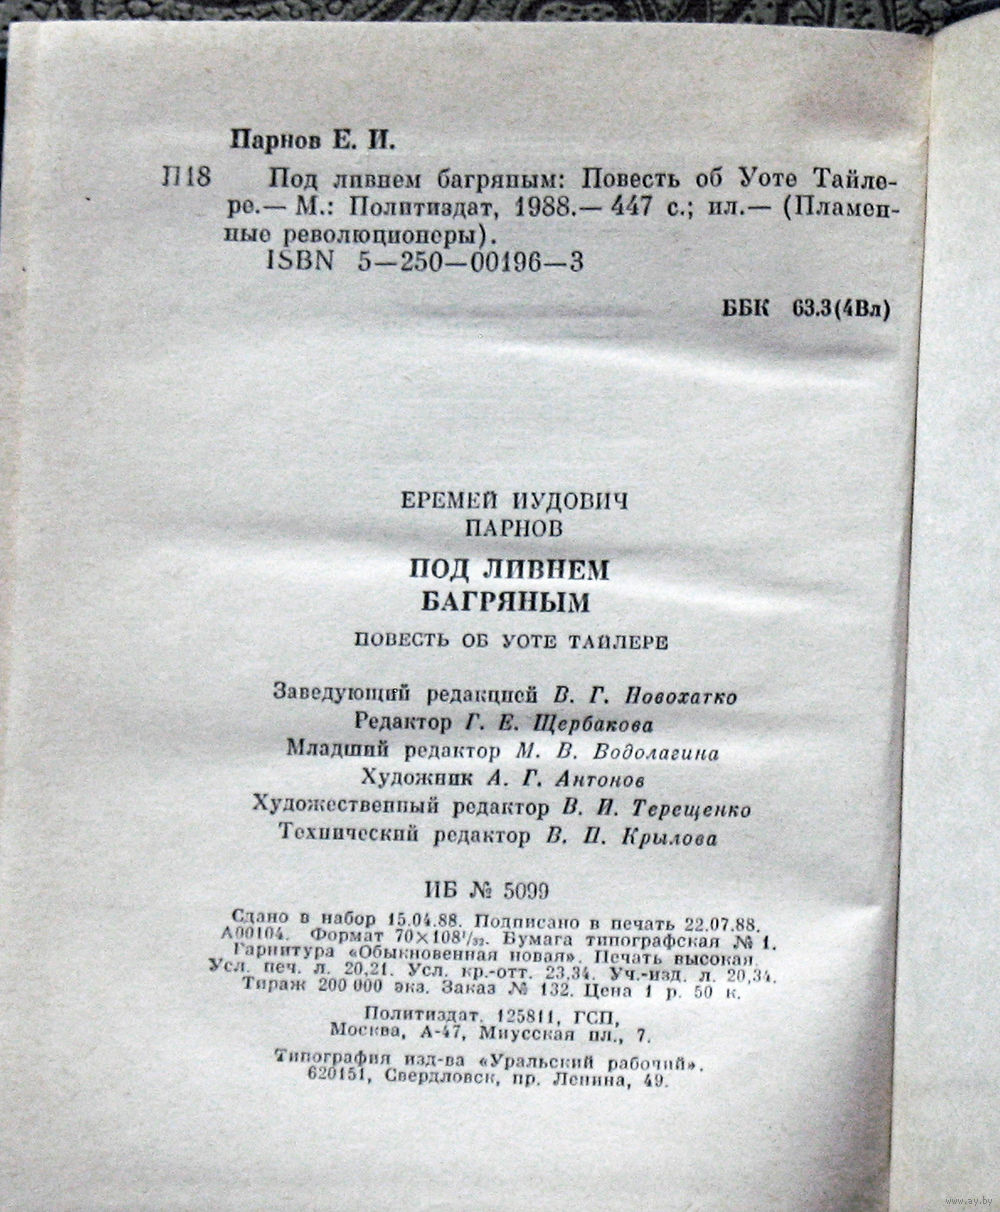 Парнов Е. И.
П18 Под ливнем багряным: Повесть об Уоте Тайле-
ре.— М.: Политиздат, 1988.— 447 с.; ил.— (Пламен-
ные революционеры).
ISBN 5—250—00196—3
ББК 63.3(4Вл)
ЕРЕМЕЙ ИУДОВИЧ
ПАРНОВ
ПОД ЛИВНЕМ
БАГРЯНЫМ
ПОВЕСТЬ ОБ УОТЕ ТАЙЛЕРЕ
Заведующий редакцией В. Г. Новохатко
Редактор Г. Е. Щербакова
Младший редактор М. В. Водолагина
Художник А. Г. Антонов
Художественный редактор В. И. Терещенко
Технический редактор В. П. Крылова
ИБ № 5099
Сдано в набор 15.04.88. Подписано в печать 22.07.88.
А00104. Формат 70×108¹/₃₂. Бумага типографская № 1.
Гарнитура «Обыкновенная новая». Печать высокая.
Усл. печ. л. 20,21. Усл. кр.-отт. 23,34. Уч.-изд. л. 20,34.
Тираж 200 000 экз. Заказ № 132. Цена 1 р. 50 к.
Политиздат. 125811, ГСП,
Москва, А-47, Миусская пл., 7.
Типография изд-ва «Уральский рабочий».
620151, Свердловск, пр. Ленина, 49.
www.ay.by